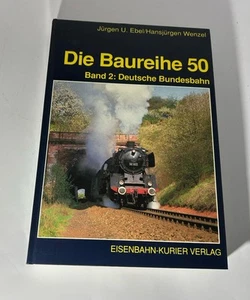 Jürgen U. Ebel/Hansjürgen Wenzel
Die Baureihe 50
Band 2: Deutsche Bundesbahn
EISENBAHN-KURIER VERLAG